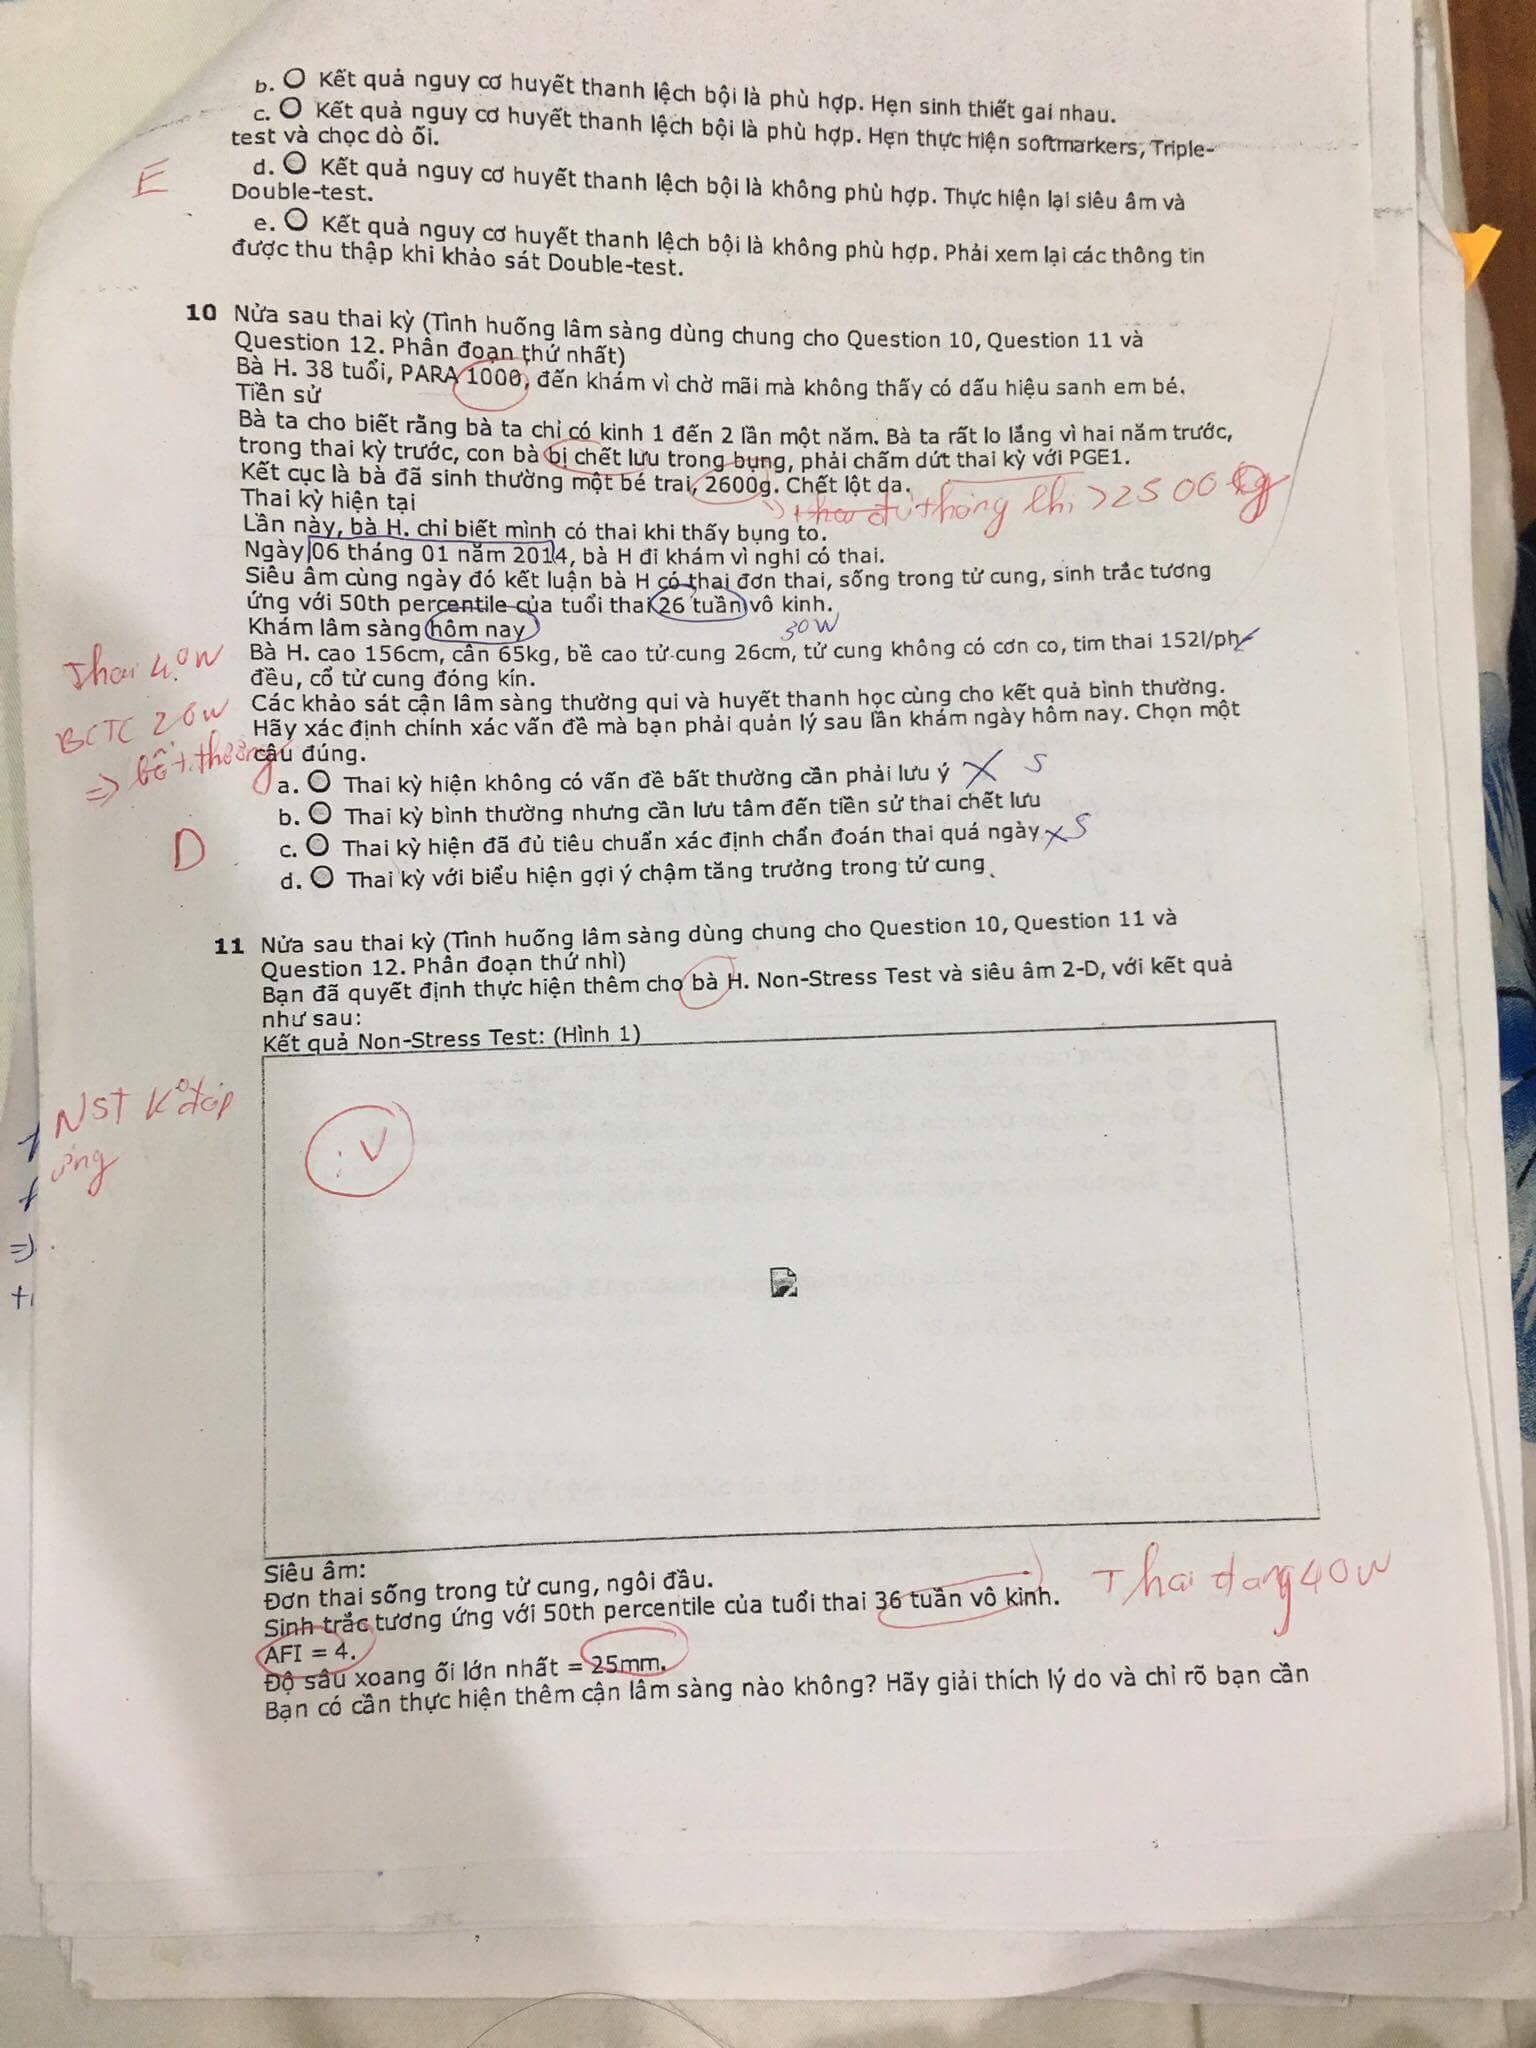 b. Kết quả nguy cơ huyết thanh lệch bội là phù hợp. Hẹn sinh thiết gai nhau.
c. Kết quả nguy cơ huyết thanh lệch bội là phù hợp. Hẹn thực hiện softmarkers, Triple-
test và chọc dò ối.
E
d. Kết quả nguy cơ huyết thanh lệch bội là không phù hợp. Thực hiện lại siêu âm và
Double-test.
e. Kết quả nguy cơ huyết thanh lệch bội là không phù hợp. Phải xem lại các thông tin
được thu thập khi khảo sát Double-test.
10 Nửa sau thai kỳ (Tình huống lâm sàng dùng chung cho Question 10, Question 11 và
Question 12. Phân đoạn thứ nhất)
Bà H. 38 tuổi, PARA 1000, đến khám vì chờ mãi mà không thấy có dấu hiệu sanh em bé.
Tiền sử
Bà ta cho biết rằng bà ta chỉ có kinh 1 đến 2 lần một năm. Bà ta rất lo lắng vì hai năm trước,
trong thai kỳ trước, con bà bị chết lưu trong bụng, phải chấm dứt thai kỳ với PGE1.
Kết cục là bà đã sinh thường một bé trai, 2600g. Chết lột da.
đủ tháng khi >2500 g
Thai kỳ hiện tại
Lần này, bà H. chỉ biết mình có thai khi thấy bụng to.
Ngày 06 tháng 01 năm 2014, bà H đi khám vì nghi có thai.
Siêu âm cùng ngày đó kết luận bà H có thai đơn thai, sống trong tử cung, sinh trắc tương
ứng với 50th percentile của tuổi thai 26 tuần vô kinh.
Khám lâm sàng hôm nay
30W
Bà H. cao 156cm, cân 65kg, bề cao tử cung 26cm, tử cung không có cơn co, tim thai 152l/ph
đều, cổ tử cung đóng kín.
Thai 40W
Các khảo sát cận lâm sàng thường qui và huyết thanh học cùng cho kết quả bình thường.
BCTC 26w
Hãy xác định chính xác vấn đề mà bạn phải quản lý sau lần khám ngày hôm nay. Chọn một
câu đúng.
=> bất thường
a. Thai kỳ hiện không có vấn đề bất thường cần phải lưu ý X S
b. Thai kỳ bình thường nhưng cần lưu tâm đến tiền sử thai chết lưu
D
c. Thai kỳ hiện đã đủ tiêu chuẩn xác định chẩn đoán thai quá ngày X S
d. Thai kỳ với biểu hiện gợi ý chậm tăng trưởng trong tử cung
11 Nửa sau thai kỳ (Tình huống lâm sàng dùng chung cho Question 10, Question 11 và
Question 12. Phân đoạn thứ nhì)
Bạn đã quyết định thực hiện thêm cho bà H. Non-Stress Test và siêu âm 2-D, với kết quả
như sau:
Kết quả Non-Stress Test: (Hình 1)
NST K đáp
ứng
: V
Siêu âm:
Đơn thai sống trong tử cung, ngôi đầu.
Sinh trắc tương ứng với 50th percentile của tuổi thai 36 tuần vô kinh.
Thai đang 40W
AFI = 4.
Độ sâu xoang ối lớn nhất = 25mm.
Bạn có cần thực hiện thêm cận lâm sàng nào không? Hãy giải thích lý do và chỉ rõ bạn cần